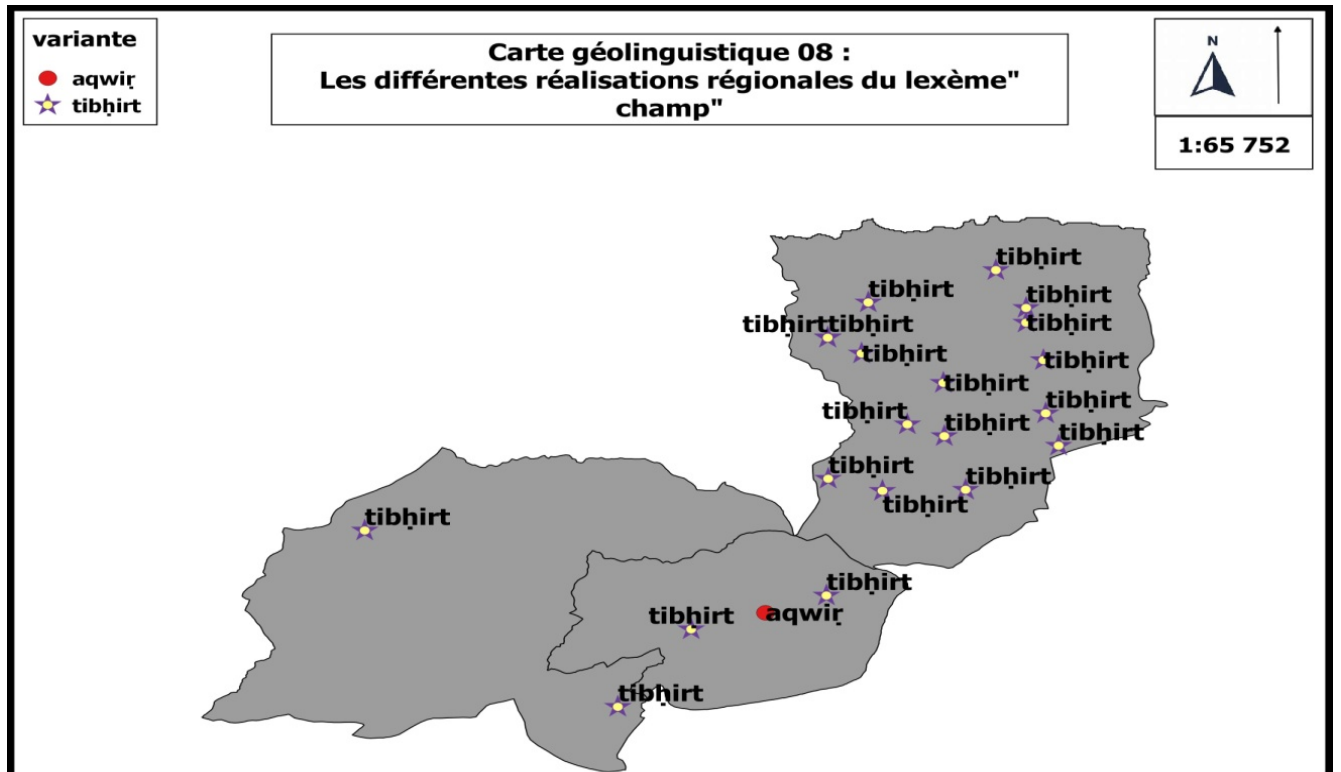 variante
aqwiṛ
tibḥirt
Carte géolinguistique 08 :
Les différentes réalisations régionales du lexème"
champ"
N
1:65 752
tibḥirt
tibḥirt
tibḥirt
tibḥirttibḥirt
tibḥirt
tibḥirt
tibḥirt
tibḥirt
tibḥirt
tibḥirt
tibḥirt
tibḥirt
tibḥirt
tibḥirt
tibḥirt
tibḥirt
tibḥirt
tibḥirt
aqwiṛ
tibḥirt
tibḥirt